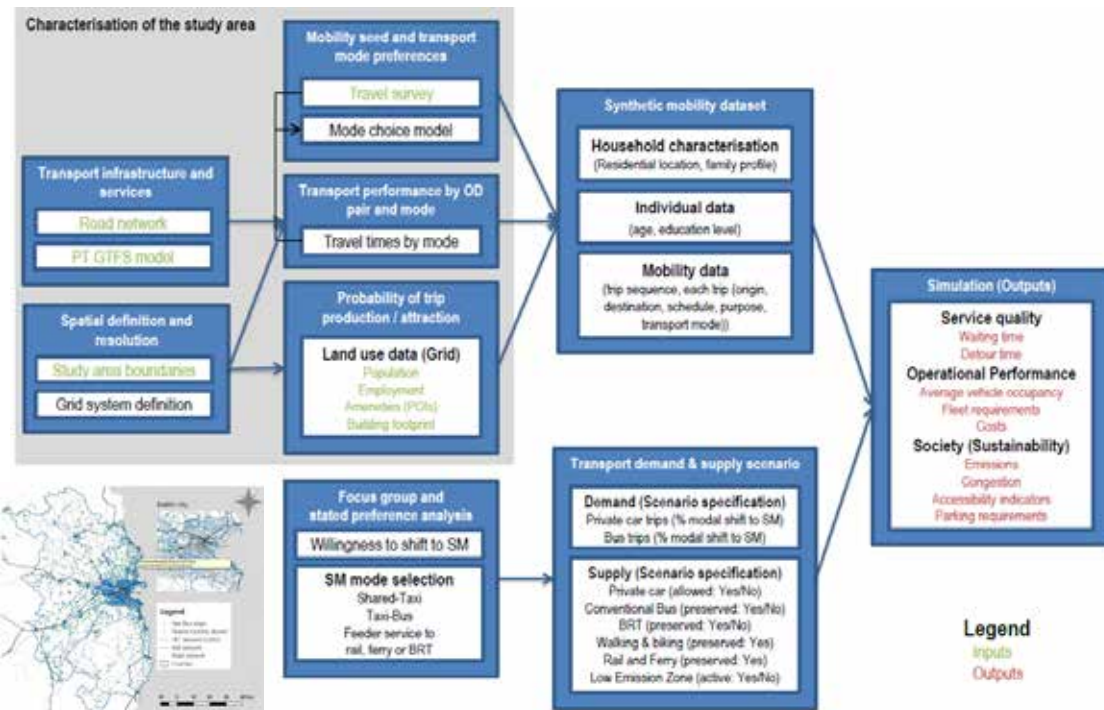 Characterisation of the study area
Mobility seed and transport
mode preferences
Travel survey
Mode choice model
Transport infrastructure and
services
Road network
PT GTFS model
Transport performance by OD
pair and mode
Travel times by mode
Spatial definition and
resolution
Study area boundaries
Grid system definition
Probability of trip
production / attraction
Land use data (Grid)
Population
Employment
Amenities (POIs)
Building footprint
Synthetic mobility dataset
Household characterisation
(Residential location, family profile)
Individual data
(age, education level)
Mobility data
(trip sequence, each trip (origin,
destination, schedule, purpose,
transport mode))
Focus group and
stated preference analysis
Willingness to shift to SM
SM mode selection
Shared-Taxi
Taxi-Bus
Feeder service to
rail, ferry or BRT
Transport demand & supply scenario
Demand (Scenario specification)
Private car trips (% modal shift to SM)
Bus trips (% modal shift to SM)
Supply (Scenario specification)
Private car (allowed: Yes/No)
Conventional Bus (preserved: Yes/No)
BRT (preserved: Yes/No)
Walking & biking (preserved: Yes)
Rail and Ferry (preserved: Yes)
Low Emission Zone (active: Yes/No)
Simulation (Outputs)
Service quality
Waiting time
Detour time
Operational Performance
Average vehicle occupancy
Fleet requirements
Costs
Society (Sustainability)
Emissions
Congestion
Accessibility indicators
Parking requirements
Legend
Inputs
Outputs
Legend